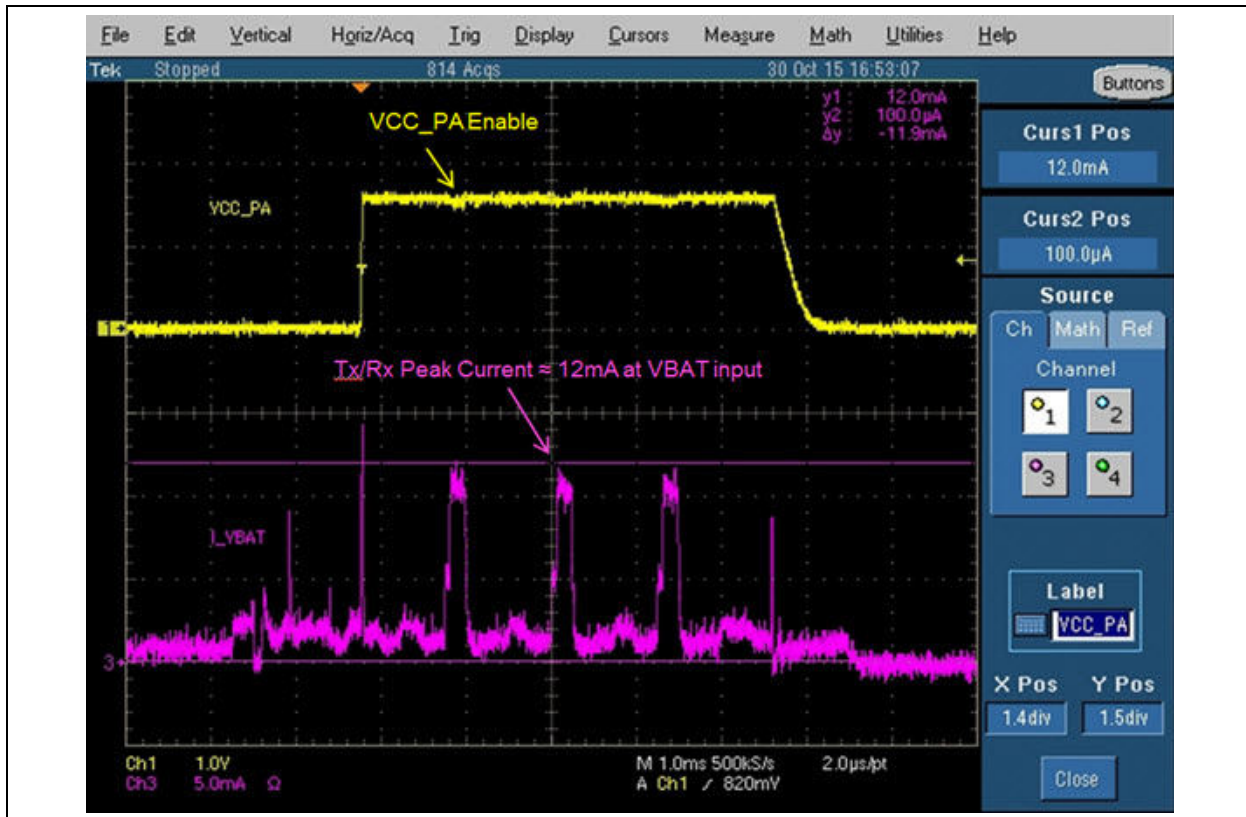 File Edit Vertical Horiz/Acq Trig Display Cursors Measure Math Utilities Help
Tek Stopped 814 Acqs 30 Oct 15 16:53:07
Buttons
y1 : 12.0mA
y2 : 100.0µA
Δy : -11.9mA
VCC_PA Enable
VCC_PA
Tx/Rx Peak Current ≈ 12mA at VBAT input
I_VBAT
3
Curs1 Pos
12.0mA
Curs2 Pos
100.0µA
Source
Ch Math Ref
Channel
1 2
3 4
Label
VCC_PA
X Pos Y Pos
1.4div 1.5div
Close
Ch1 1.0V M 1.0ms 500kS/s 2.0µs/pt
Ch3 5.0mA Ω A Ch1 ∕ 820mV